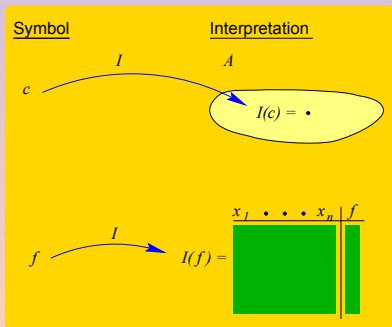 Symbol Interpretation
I A
c I(c) = •
x1 • • • xn f
I
f I(f) =